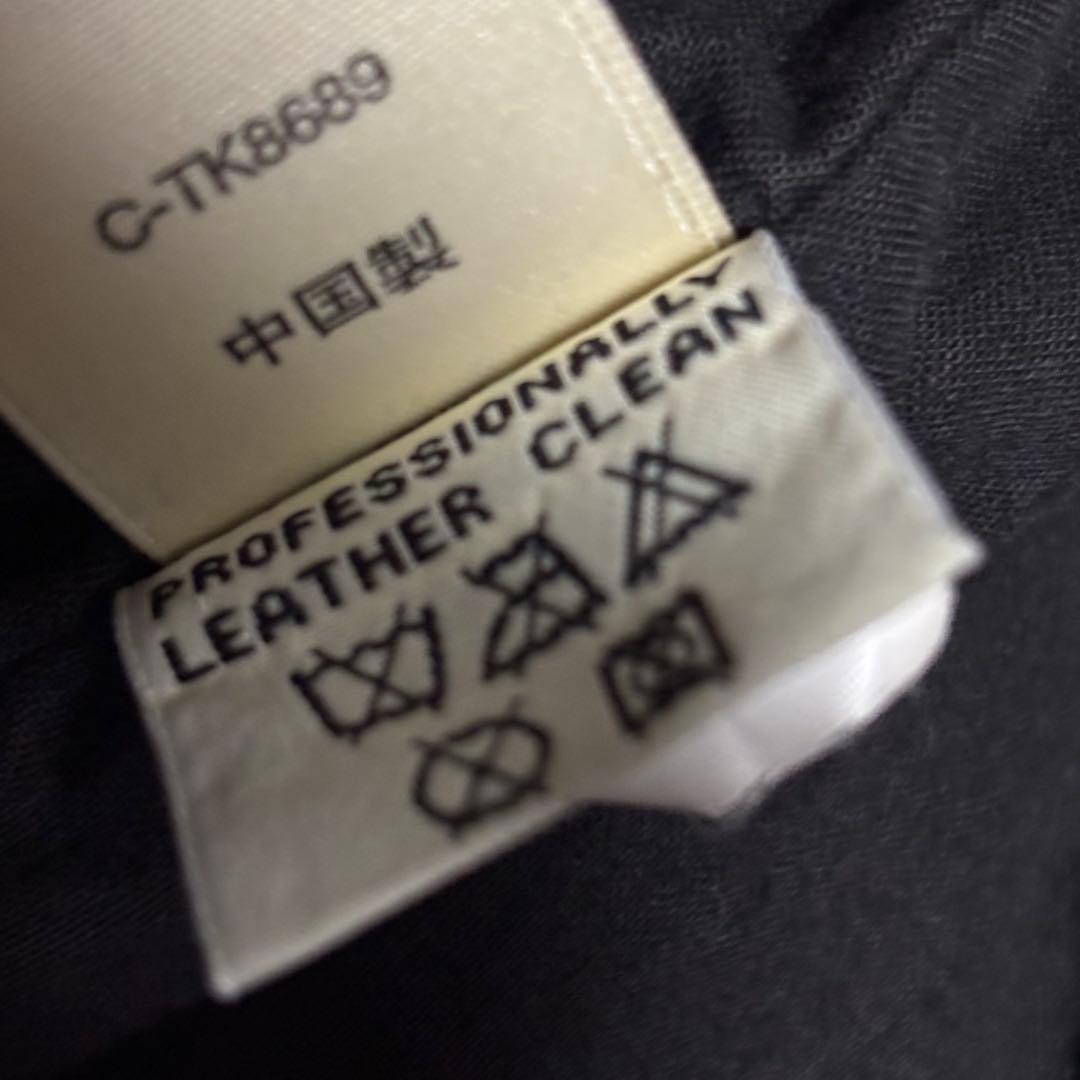 C-TK8689
中国製
PROFESSIONALLY
LEATHER CLEAN